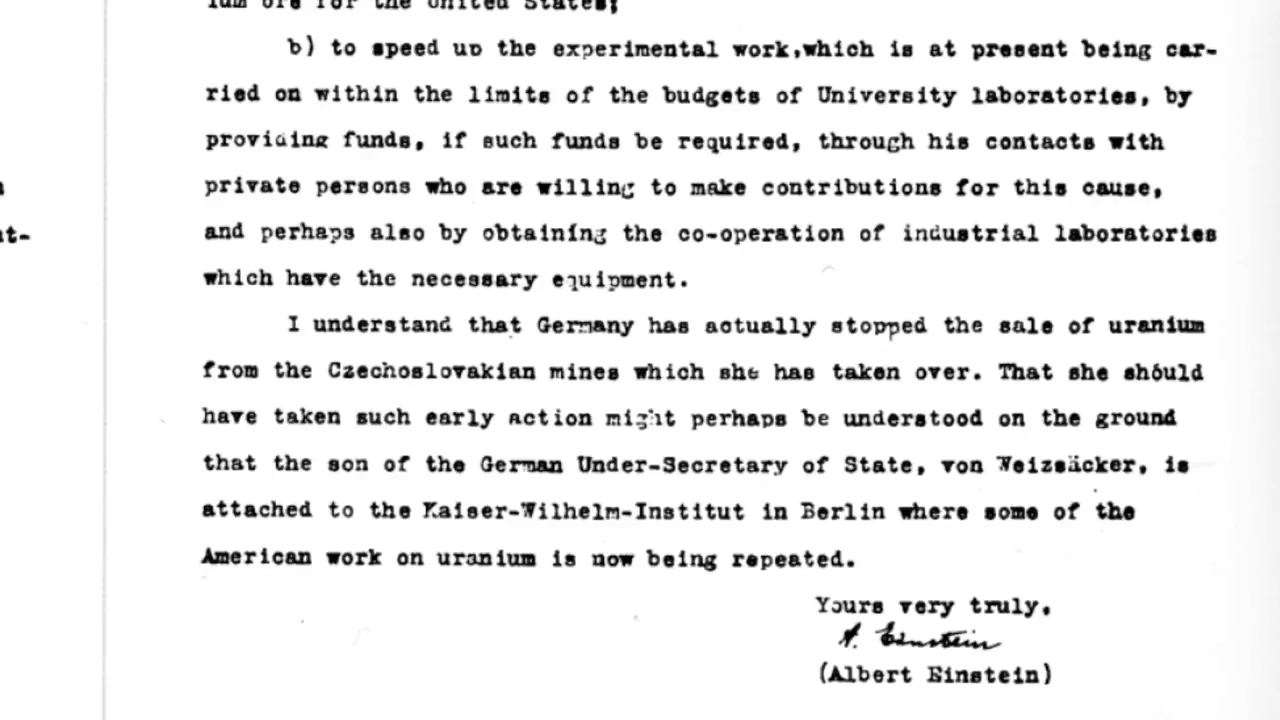 ium ore for the United States;
b) to speed up the experimental work,which is at present being car-
ried on within the limits of the budgets of University laboratories, by
providing funds, if such funds be required, through his contacts with
private persons who are willing to make contributions for this cause,
and perhaps also by obtaining the co-operation of industrial laboratories
which have the necessary equipment.
I understand that Germany has actually stopped the sale of uranium
from the Czechoslovakian mines which she has taken over. That she should
have taken such early action might perhaps be understood on the ground
that the son of the German Under-Secretary of State, von Weizsäcker, is
attached to the Kaiser-Wilhelm-Institut in Berlin where some of the
American work on uranium is now being repeated.
Yours very truly,
A. Einstein
(Albert Einstein)